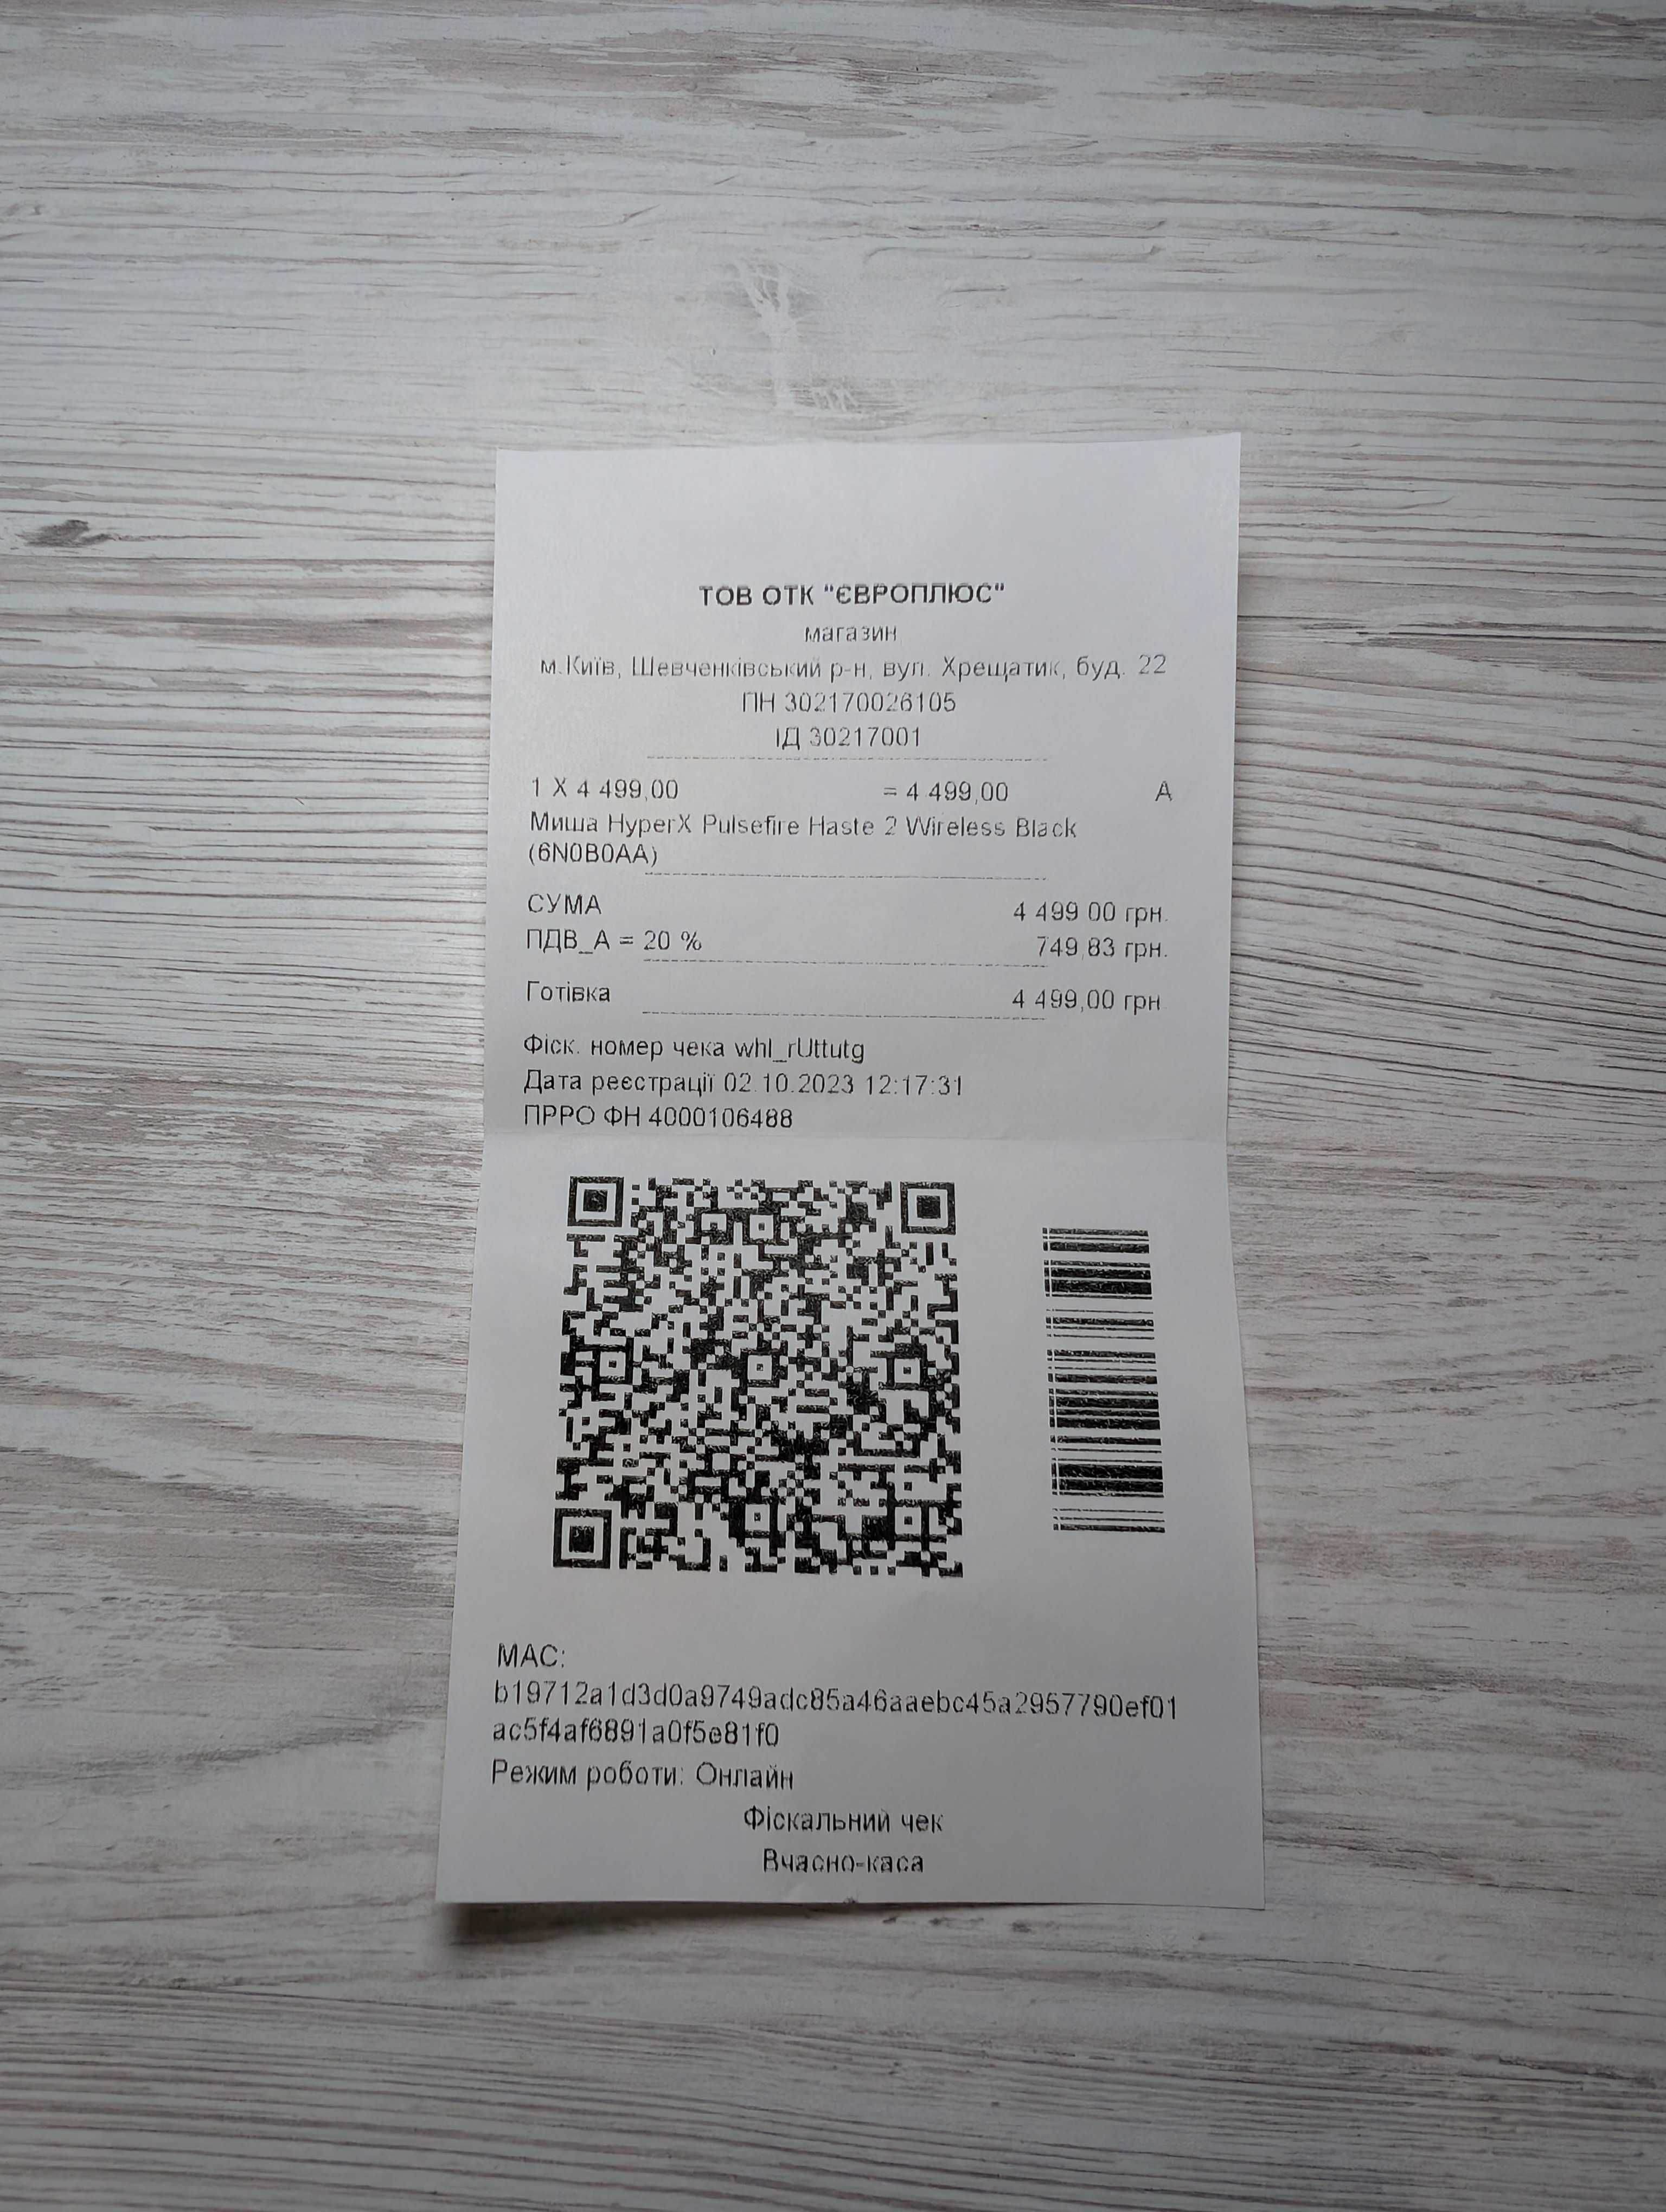 ТОВ ОТК "ЄВРОПЛЮС"
магазин
м.Київ, Шевченківський р-н, вул. Хрещатик, буд. 22
ПН 302170026105
ІД 30217001
1 X 4 499,00 = 4 499,00 А
Миша HyperX Pulsefire Haste 2 Wireless Black
(6N0B0AA)
СУМА 4 499 00 грн.
ПДВ_А = 20 % 749,83 грн.
Готівка 4 499,00 грн
Фіск. номер чека whl_rUttutg
Дата реєстрації 02.10.2023 12:17:31
ПРРО ФН 4000106488
MAC:
b19712a1d3d0a9749adc85a46aaebc45a2957790ef01
ac5f4af6891a0f5e81f0
Режим роботи: Онлайн
Фіскальний чек
Вчасно-каса